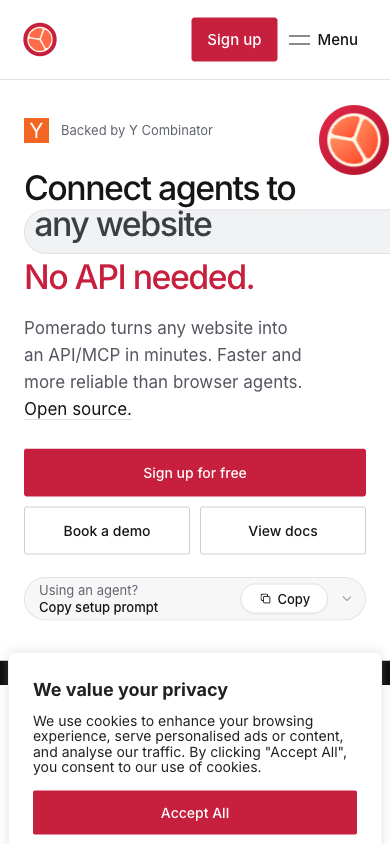 Sign up
Menu
Y
Backed by Y Combinator
Connect agents to
any website
No API needed.
Pomerado turns any website into
an API/MCP in minutes. Faster and
more reliable than browser agents.
Open source.
Sign up for free
Book a demo
View docs
Using an agent?
Copy setup prompt
Copy
We value your privacy
We use cookies to enhance your browsing
experience, serve personalised ads or content,
and analyse our traffic. By clicking "Accept All",
you consent to our use of cookies.
Accept All